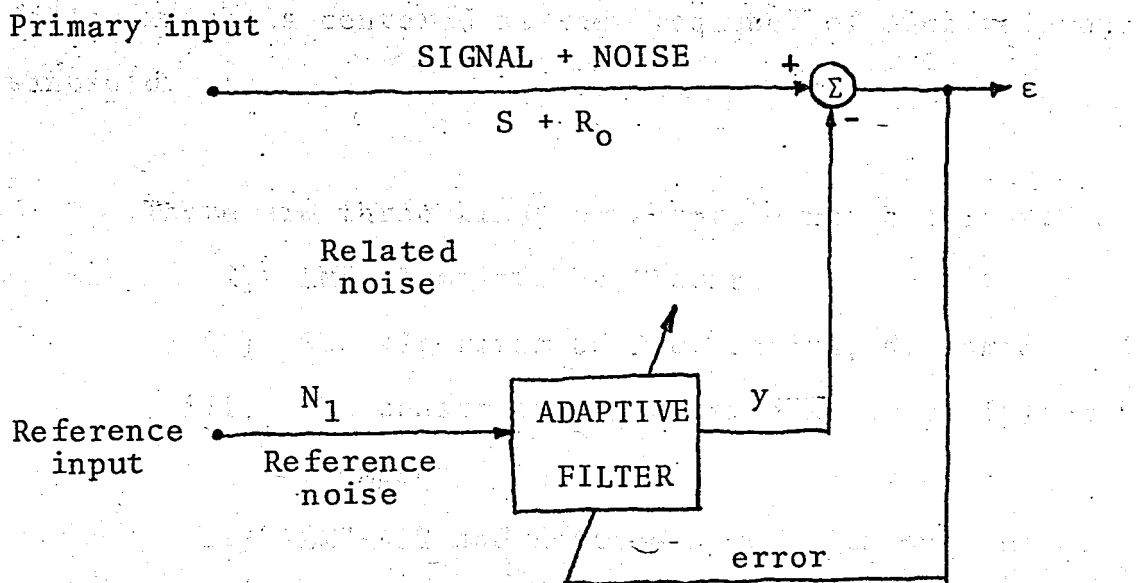 Primary input
SIGNAL + NOISE
+
Σ
ε
S + R₀
-
Related
noise
N₁
ADAPTIVE
FILTER
y
Reference
input
Reference
noise
error